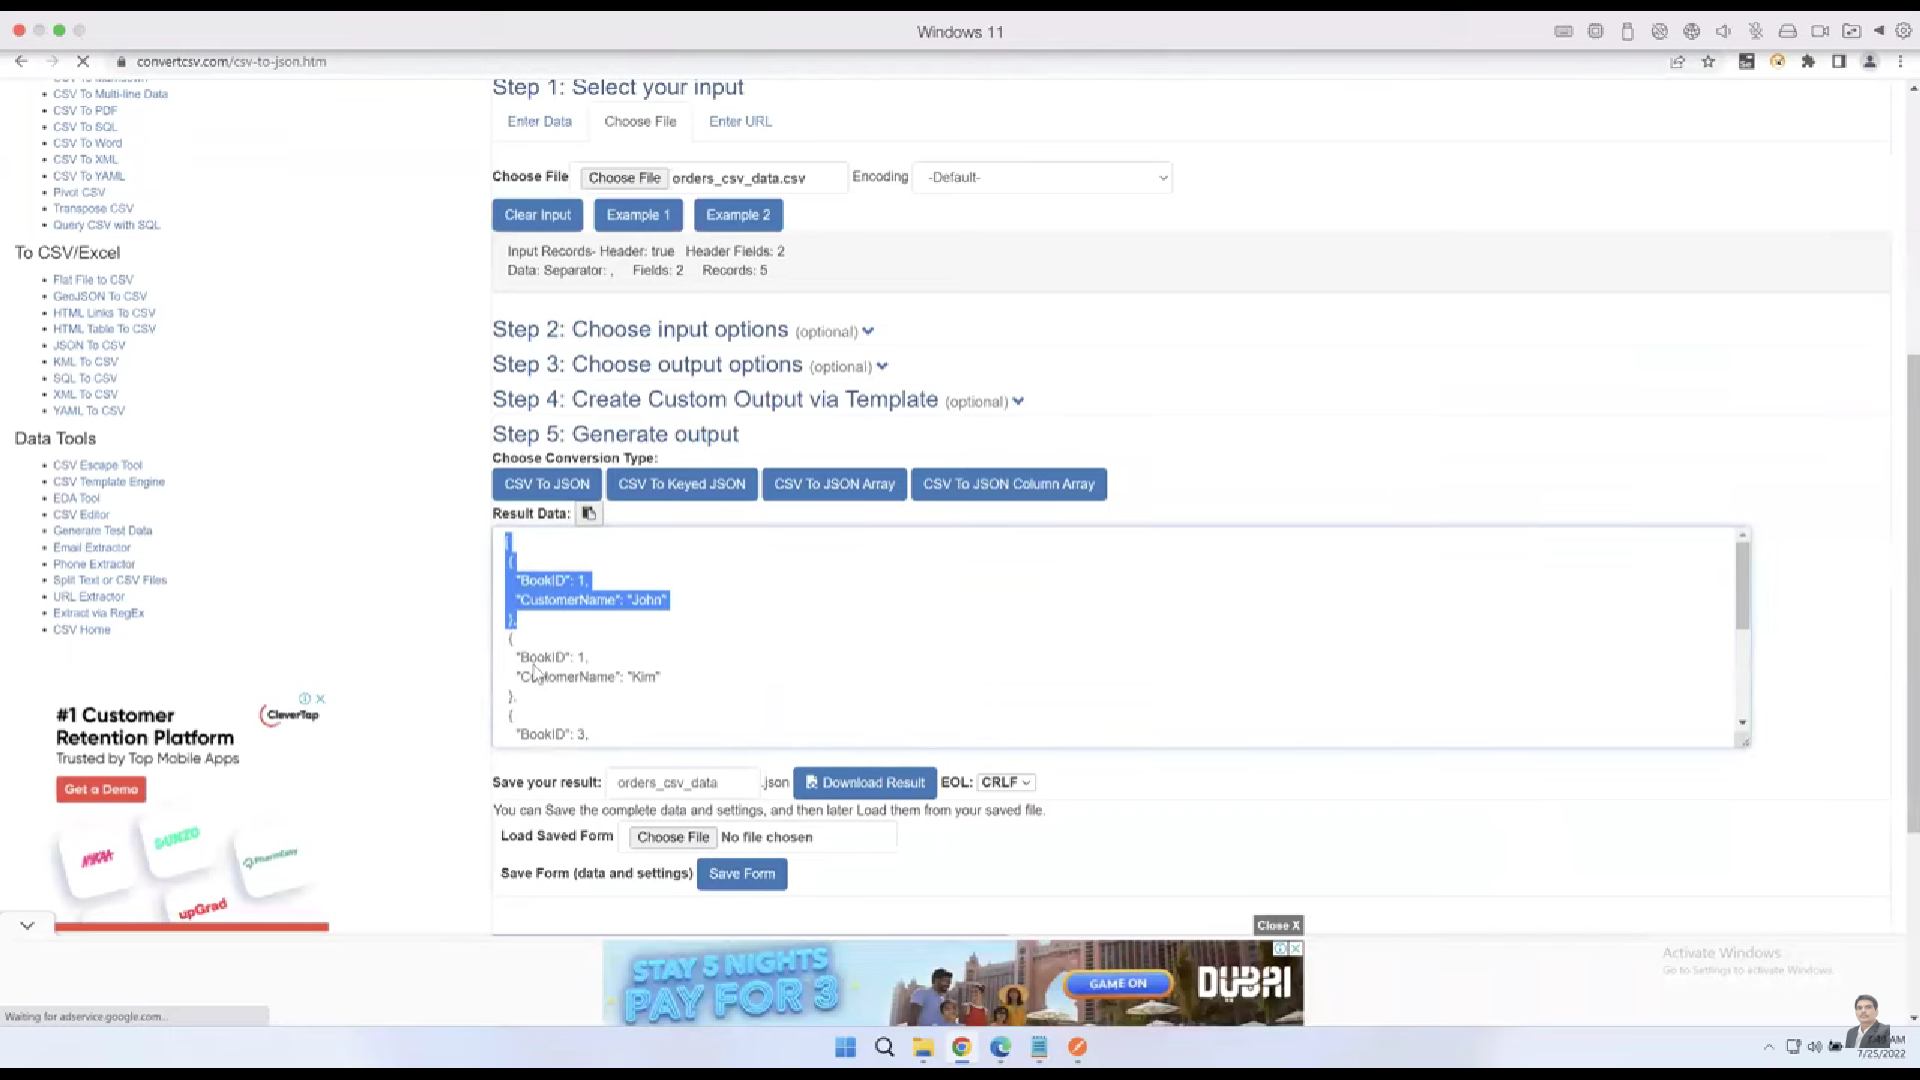 Windows 11
convertcsv.com/csv-to-json.htm
CSV To Multi-line Data
CSV To PDF
CSV To SQL
CSV To Word
CSV To XML
CSV To YAML
Pivot CSV
Transpose CSV
Query CSV with SQL
To CSV/Excel
Flat File to CSV
GeoJSON To CSV
HTML Links To CSV
HTML Table To CSV
JSON To CSV
KML To CSV
SQL To CSV
XML To CSV
YAML To CSV
Data Tools
CSV Escape Tool
CSV Template Engine
EDA Tool
CSV Editor
Generate Test Data
Email Extractor
Phone Extractor
Split Text or CSV Files
URL Extractor
Extract via RegEx
CSV Home
#1 Customer
Retention Platform
Trusted by Top Mobile Apps
Get a Demo
CleverTap
NYKAA
DUNZO
PharmEasy
upGrad
Step 1: Select your input
Enter Data Choose File Enter URL
Choose File Choose File orders_csv_data.csv Encoding -Default-
Clear Input Example 1 Example 2
Input Records- Header: true Header Fields: 2
Data: Separator: , Fields: 2 Records: 5
Step 2: Choose input options (optional)
Step 3: Choose output options (optional)
Step 4: Create Custom Output via Template (optional)
Step 5: Generate output
Choose Conversion Type:
CSV To JSON CSV To Keyed JSON CSV To JSON Array CSV To JSON Column Array
Result Data:
[
{
"BookID": 1,
"CustomerName": "John"
},
{
"BookID": 1,
"CustomerName": "Kim"
},
{
"BookID": 3,
Save your result: orders_csv_data .json Download Result EOL: CRLF
You can Save the complete data and settings, and then later Load them from your saved file.
Load Saved Form Choose File No file chosen
Save Form (data and settings) Save Form
Close X
STAY 5 NIGHTS
PAY FOR 3
GAME ON
DUBAI
Activate Windows
Go to Settings to activate Windows.
Waiting for adservice.google.com...
AM
7/25/2022